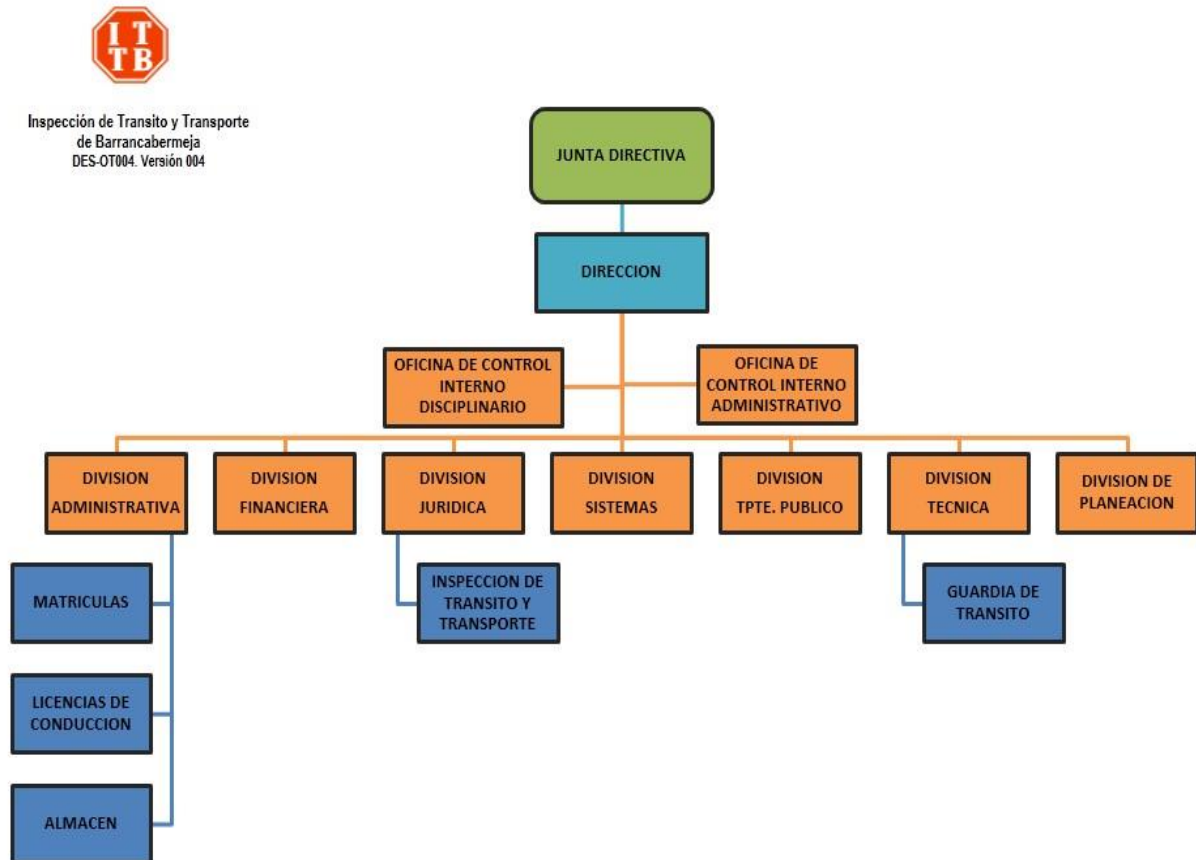 I T
T B
Inspección de Transito y Transporte
de Barrancabermeja
DES-OT004. Versión 004
JUNTA DIRECTIVA
DIRECCION
OFICINA DE CONTROL
INTERNO
DISCIPLINARIO
OFICINA DE
CONTROL INTERNO
ADMINISTRATIVO
DIVISION
ADMINISTRATIVA
DIVISION
FINANCIERA
DIVISION
JURIDICA
DIVISION
SISTEMAS
DIVISION
TPTE. PUBLICO
DIVISION
TECNICA
DIVISION DE
PLANEACION
MATRICULAS
INSPECCION DE
TRANSITO Y
TRANSPORTE
GUARDIA DE
TRANSITO
LICENCIAS DE
CONDUCCION
ALMACEN